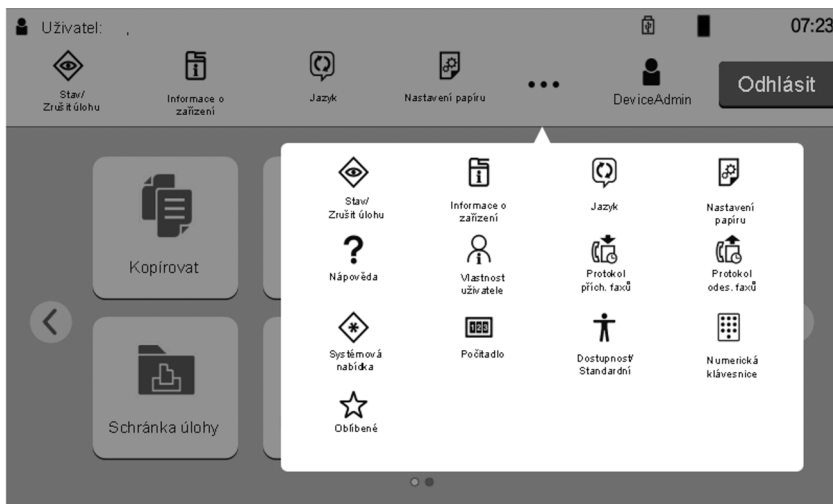 Uživatel: ,
07:23
Stav/
Zrušit úlohu
Informace o
zařízení
Jazyk
Nastavení papíru
DeviceAdmin
Odhlásit
Kopírovat
Schránka úlohy
Stav/
Zrušit úlohu
Informace o
zařízení
Jazyk
Nastavení
papíru
Nápověda
Vlastnost
uživatele
Protokol
přích. faxů
Protokol
odes. faxů
Systémová
nabídka
123
Počitadlo
Dostupnost/
Standardní
Numerická
klávesnice
Oblíbené